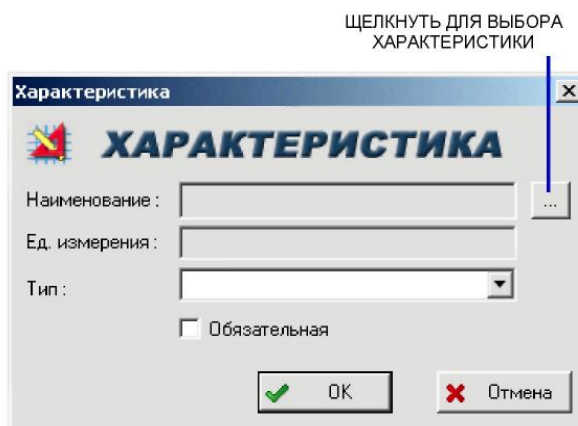 ЩЕЛКНУТЬ ДЛЯ ВЫБОРА
ХАРАКТЕРИСТИКИ
Характеристика
ХАРАКТЕРИСТИКА
Наименование :
...
Ед. измерения :
Тип :
Обязательная
OK
Отмена